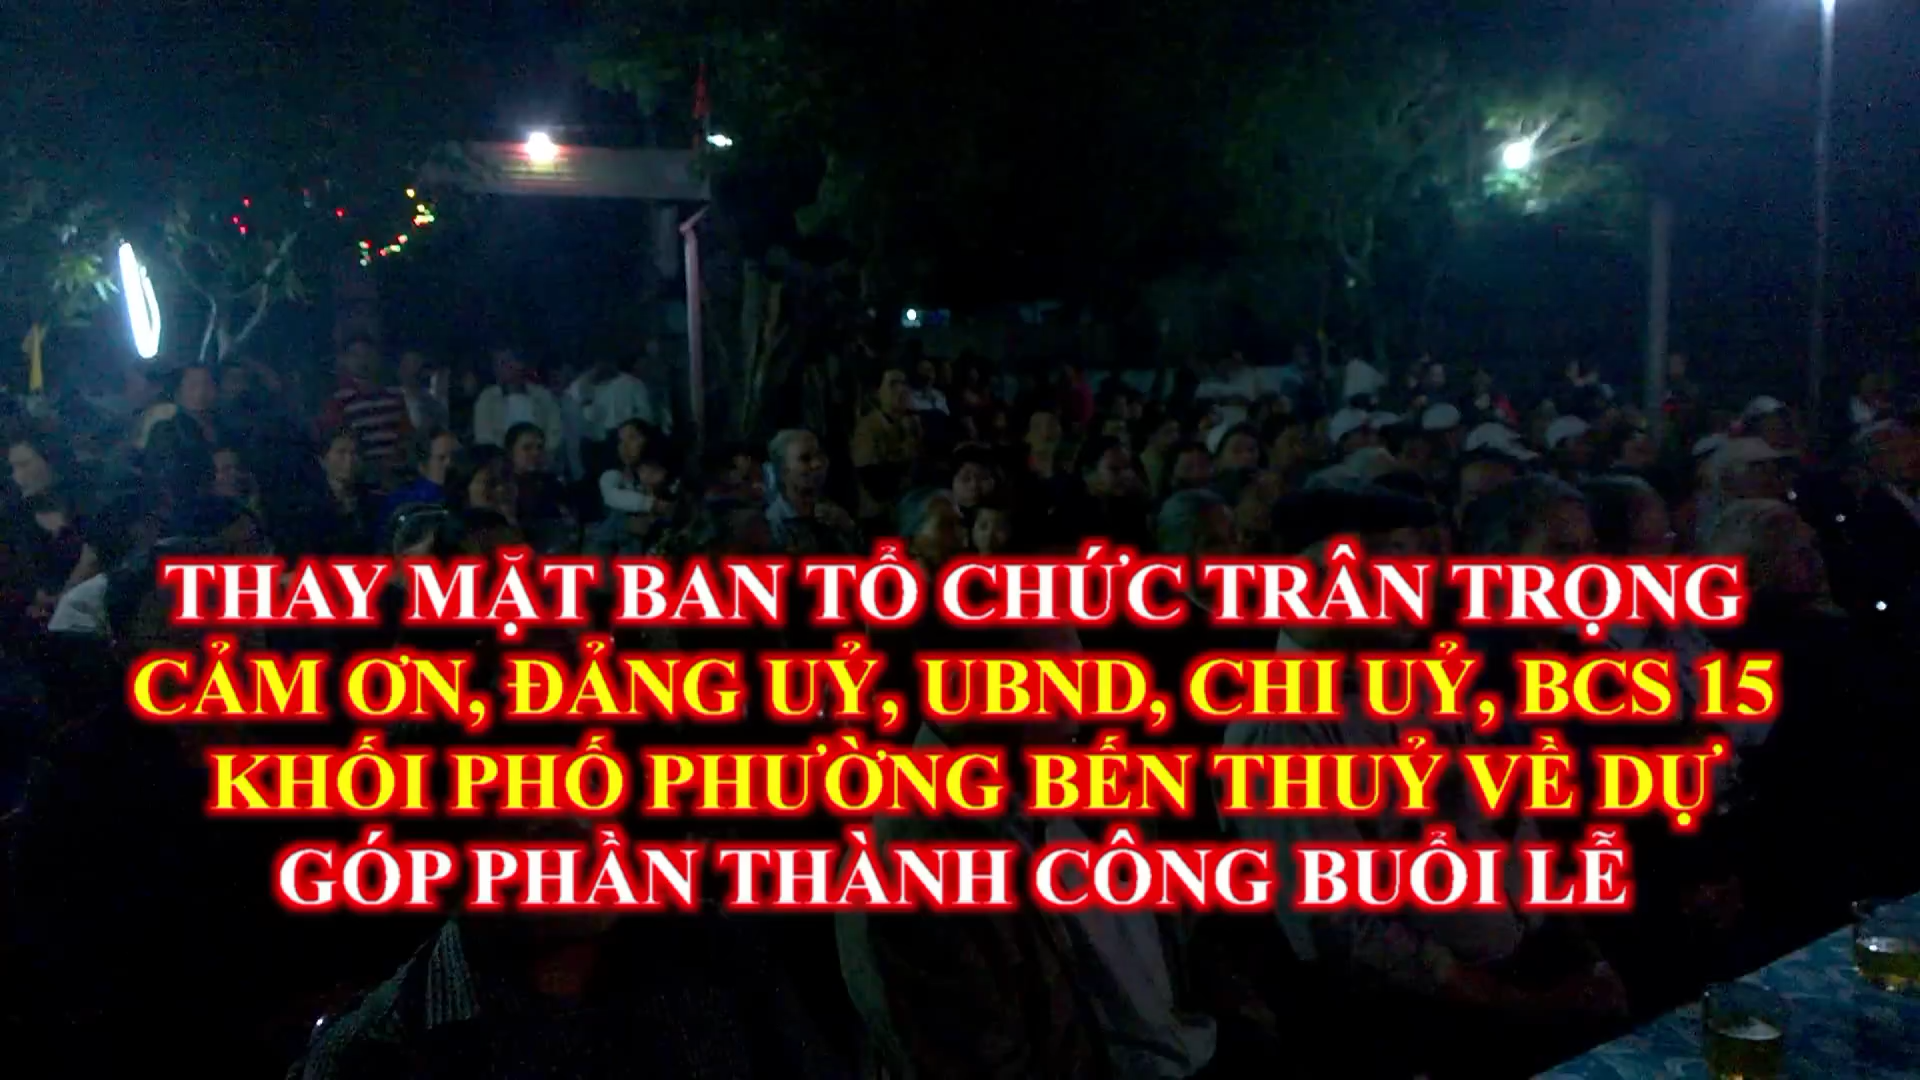 THAY MẶT BAN TỔ CHỨC TRÂN TRỌNG
CẢM ƠN, ĐẢNG UỶ, UBND, CHI UỶ, BCS 15
KHỐI PHỐ PHƯỜNG BẾN THUỶ VỀ DỰ
GÓP PHẦN THÀNH CÔNG BUỔI LỄ